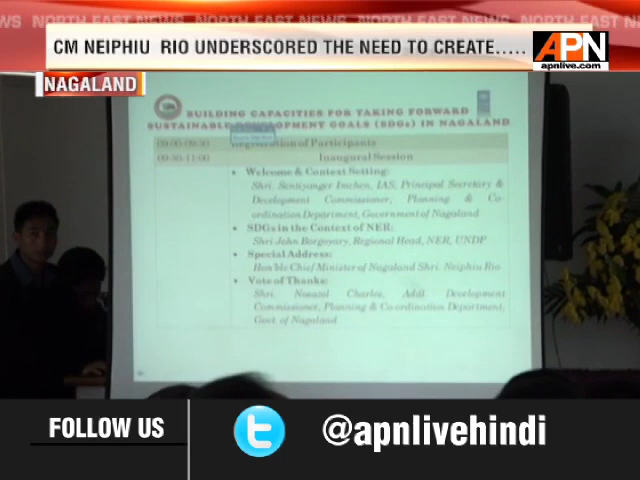 NEWS NORTH EAST NEWS NORTH EAST NEWS NORTH EAST NEWS
CM NEIPHIU RIO UNDERSCORED THE NEED TO CREATE.....
APN
apnlive.com
NAGALAND
BUILDING CAPACITIES FOR TAKING FORWARD
SUSTAINABLE DEVELOPMENT GOALS (SDGs) IN NAGALAND
09:00-09:30 Registration of Participants
09:30-11:00 Inaugural Session
• Welcome & Context Setting:
Shri. Sentiyanger Imchen, IAS, Principal Secretary &
Development Commissioner, Planning & Co-
ordination Department, Government of Nagaland
• SDGs in the Context of NER:
Shri John Borgoyary, Regional Head, NER, UNDP
• Special Address:
Hon'ble Chief Minister of Nagaland Shri. Neiphiu Rio
• Vote of Thanks:
Shri. Charles, Addl. Development
Commissioner, Planning & Co-ordination Department,
Govt. of Nagaland
FOLLOW US
@apnlivehindi